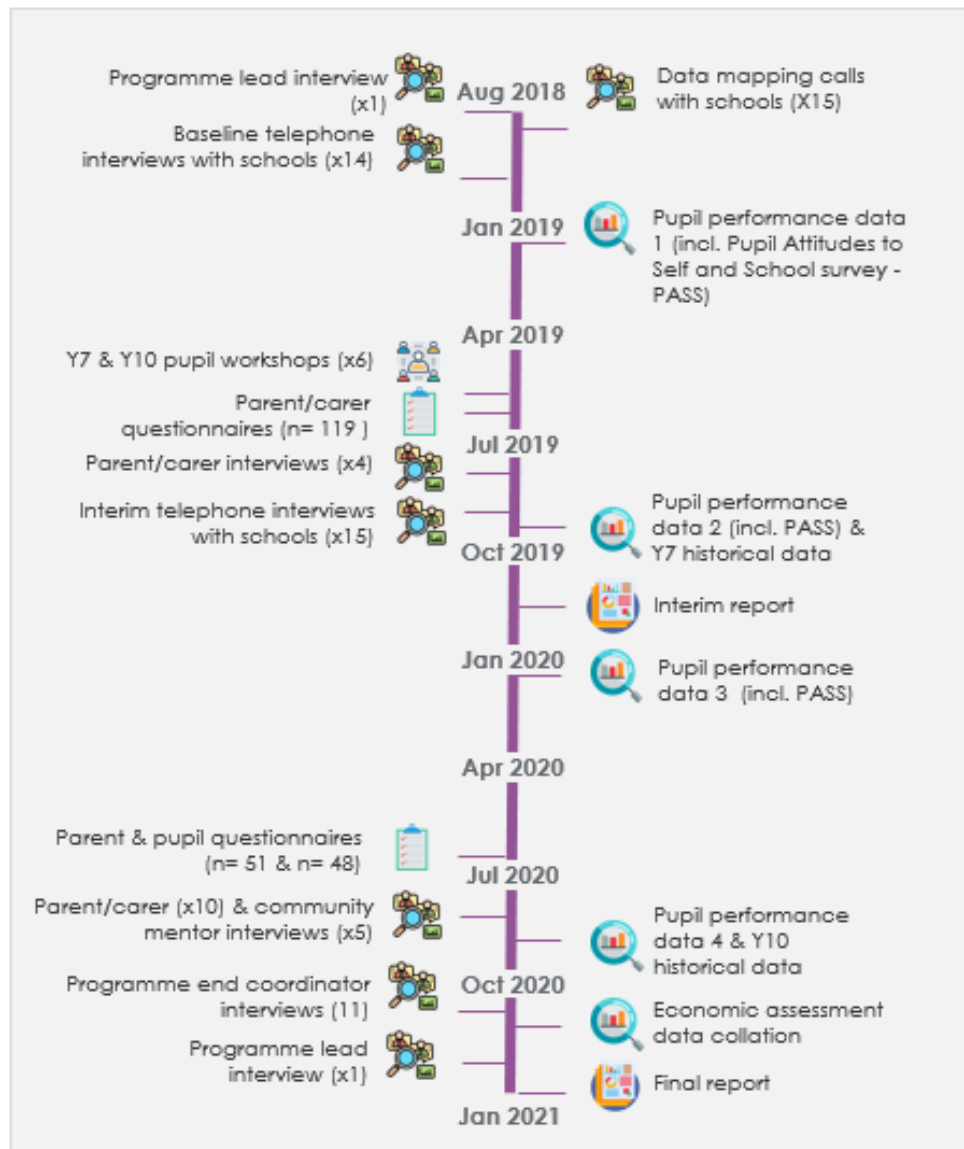 Programme lead interview
(x1)
Aug 2018
Data mapping calls
with schools (X15)
Baseline telephone
interviews with schools (x14)
Jan 2019
Pupil performance data
1 (incl. Pupil Attitudes to
Self and School survey -
PASS)
Apr 2019
Y7 & Y10 pupil workshops (x6)
Parent/carer
questionnaires (n= 119 )
Jul 2019
Parent/carer interviews (x4)
Interim telephone interviews
with schools (x15)
Pupil performance
data 2 (incl. PASS) &
Y7 historical data
Oct 2019
Interim report
Jan 2020
Pupil performance
data 3 (incl. PASS)
Apr 2020
Parent & pupil questionnaires
(n= 51 & n= 48)
Jul 2020
Parent/carer (x10) & community
mentor interviews (x5)
Pupil performance
data 4 & Y10
historical data
Oct 2020
Programme end coordinator
interviews (11)
Economic assessment
data collation
Programme lead
interview (x1)
Final report
Jan 2021